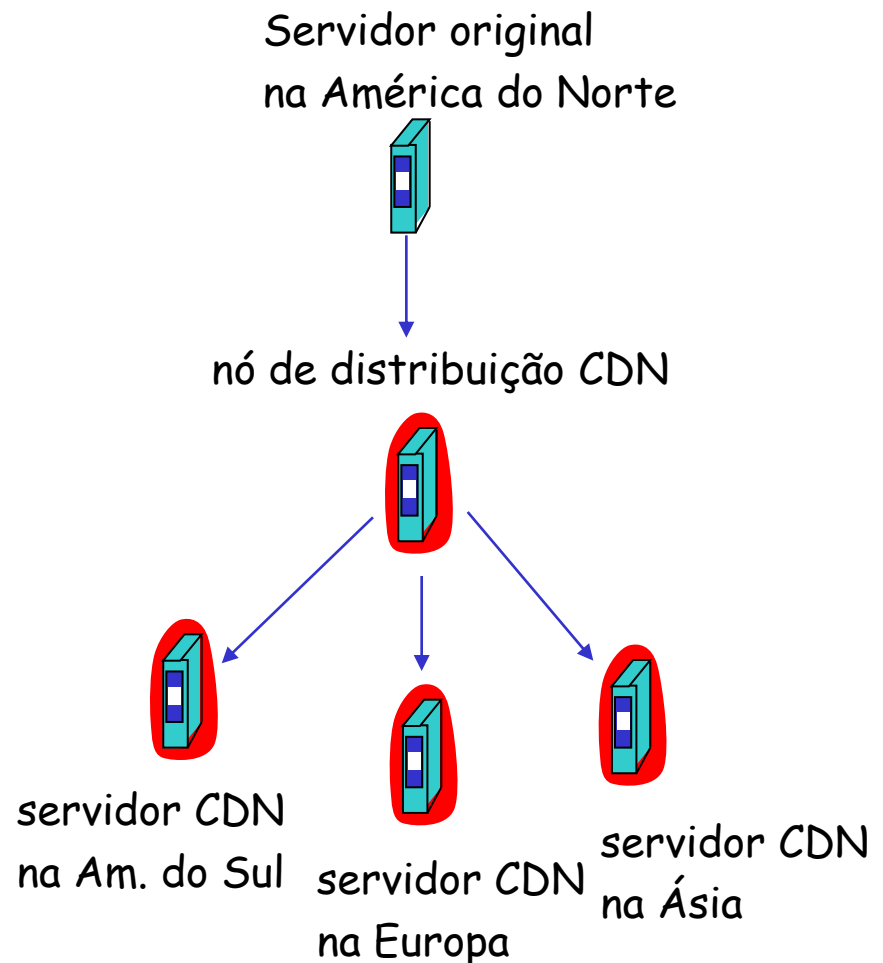 Servidor original
na América do Norte
nó de distribuição CDN
servidor CDN
na Am. do Sul
servidor CDN
na Europa
servidor CDN
na Ásia